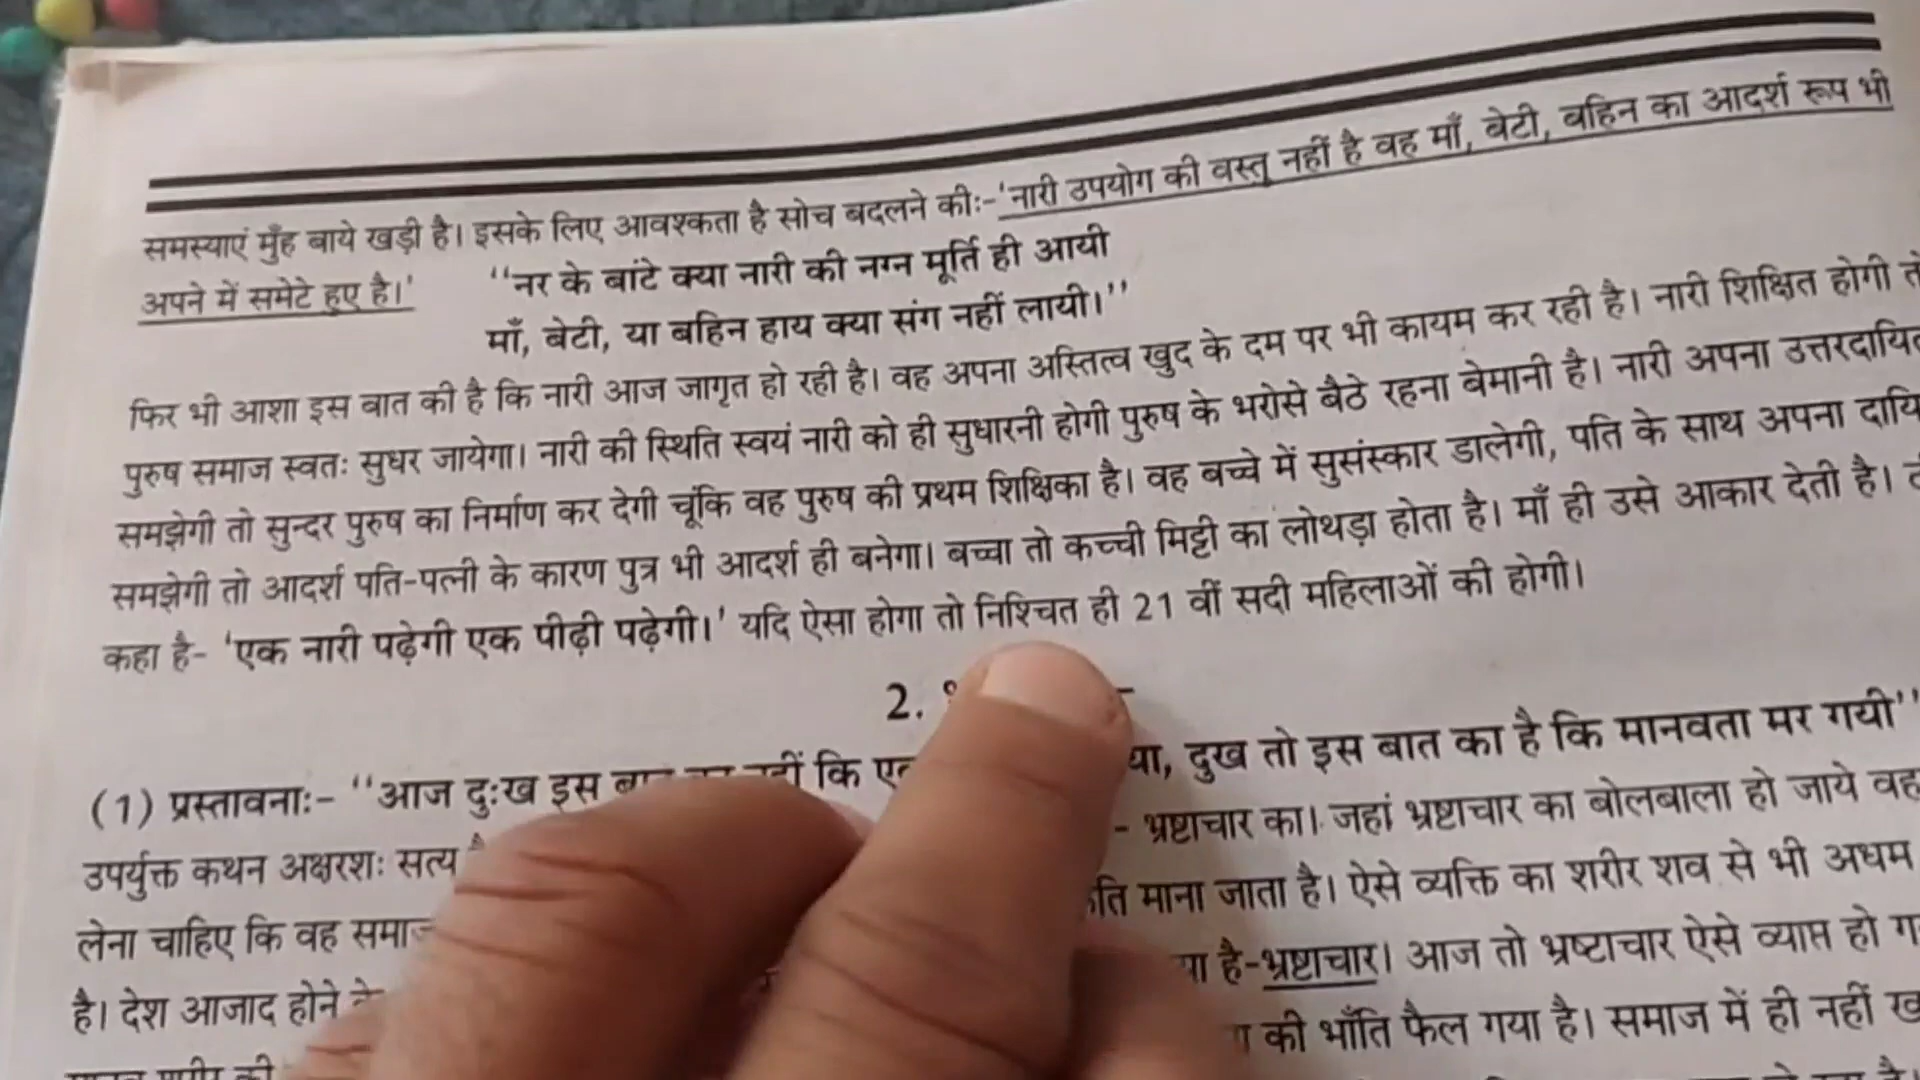 समस्याएं मुँह बाये खड़ी है। इसके लिए आवश्कता है सोच बदलने कीः- 'नारी उपयोग की वस्तु नहीं है वह माँ, बेटी, बहिन का आदर्श रूप भी
अपने में समेटे हुए है।'
''नर के बांटे क्या नारी की नग्न मूर्ति ही आयी
माँ, बेटी, या बहिन हाय क्या संग नहीं लायी।''
फिर भी आशा इस बात की है कि नारी आज जागृत हो रही है। वह अपना अस्तित्व खुद के दम पर भी कायम कर रही है। नारी शिक्षित होगी
पुरुष समाज स्वतः सुधर जायेगा। नारी की स्थिति स्वयं नारी को ही सुधारनी होगी पुरुष के भरोसे बैठे रहना बेमानी है। नारी अपना
समझेगी तो सुन्दर पुरुष का निर्माण कर देगी चूंकि वह पुरुष की प्रथम शिक्षिका है। वह बच्चे में सुसंस्कार डालेगी, पति के साथ अपना
समझेगी तो आदर्श पति-पत्नी के कारण पुत्र भी आदर्श ही बनेगा। बच्चा तो कच्ची मिट्टी का लोथड़ा होता है। माँ ही उसे आकार देती है।
कहा है- 'एक नारी पढ़ेगी एक पीढ़ी पढ़ेगी।' यदि ऐसा होगा तो निश्चित ही 21 वीं सदी महिलाओं की होगी।
2.
(1) प्रस्तावनाः- ''आज दुःख इस कि दुख तो इस बात का है कि मानवता मर गयी''
उपर्युक्त कथन अक्षरशः सत्य - भ्रष्टाचार का। जहां भ्रष्टाचार का बोलबाला हो जाये वह
लेना चाहिए कि वह माना जाता है। ऐसे व्यक्ति का शरीर शव से भी अधम
है। देश आजाद होने है-भ्रष्टाचार। आज तो भ्रष्टाचार ऐसे व्याप्त हो
की भाँति फैल गया है। समाज में ही नहीं